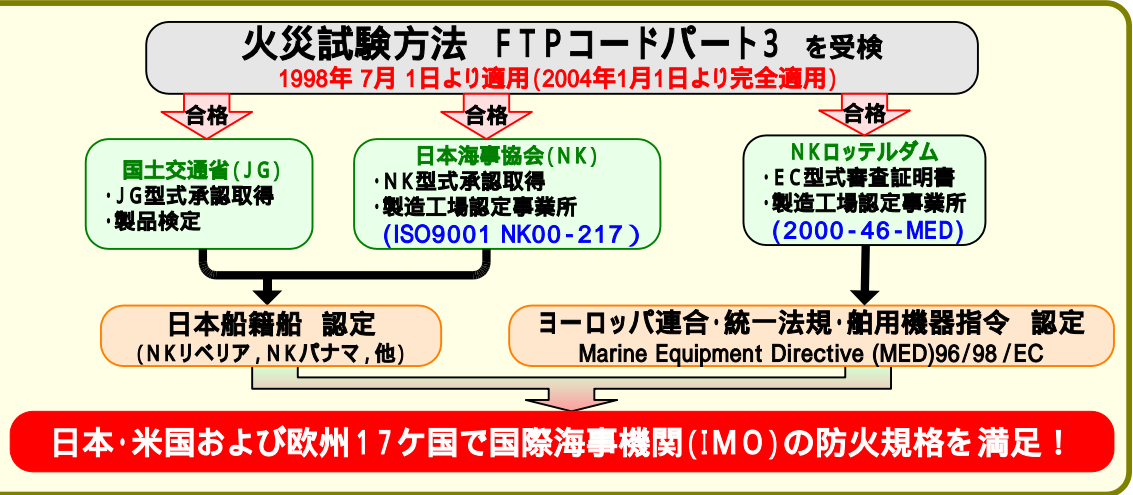 火災試験方法 FTPコードパート3 を受検
1998年 7月 1日より適用(2004年1月1日より完全適用)
合格
合格
合格
国土交通省(JG)
・JG型式承認取得
・製品検定
日本海事協会(NK)
・NK型式承認取得
・製造工場認定事業所
(ISO9001 NK00-217)
NKロッテルダム
・EC型式審査証明書
・製造工場認定事業所
(2000-46-MED)
日本船籍船 認定
(NKリベリア,NKパナマ,他)
ヨーロッパ連合・統一法規・舶用機器指令 認定
Marine Equipment Directive (MED)96/98/EC
日本・米国および欧州17ケ国で国際海事機関(IMO)の防火規格を満足!